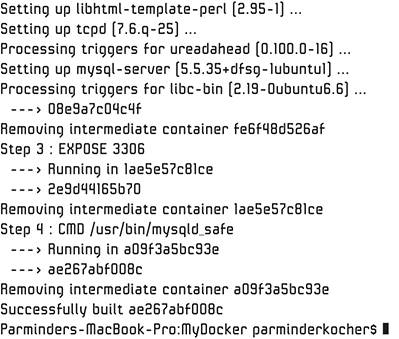 Setting up libhtml-template-perl (2.95-1) ...
Setting up tcpd (7.6.q-25) ...
Processing triggers for ureadahead (0.100.0-16) ...
Setting up mysql-server (5.5.35+dfsg-1ubuntu1) ...
Processing triggers for libc-bin (2.19-0ubuntu6.6) ...
---> 08e9a7c04c4f
Removing intermediate container fe6f48d526af
Step 3 : EXPOSE 3306
---> Running in 1ae5e57c81ce
---> 2e9d44165b70
Removing intermediate container 1ae5e57c81ce
Step 4 : CMD /usr/bin/mysqld_safe
---> Running in a09f3a5bc93e
---> ae267abf008c
Removing intermediate container a09f3a5bc93e
Successfully built ae267abf008c
Parminders-MacBook-Pro:MyDocker parminderkocher$